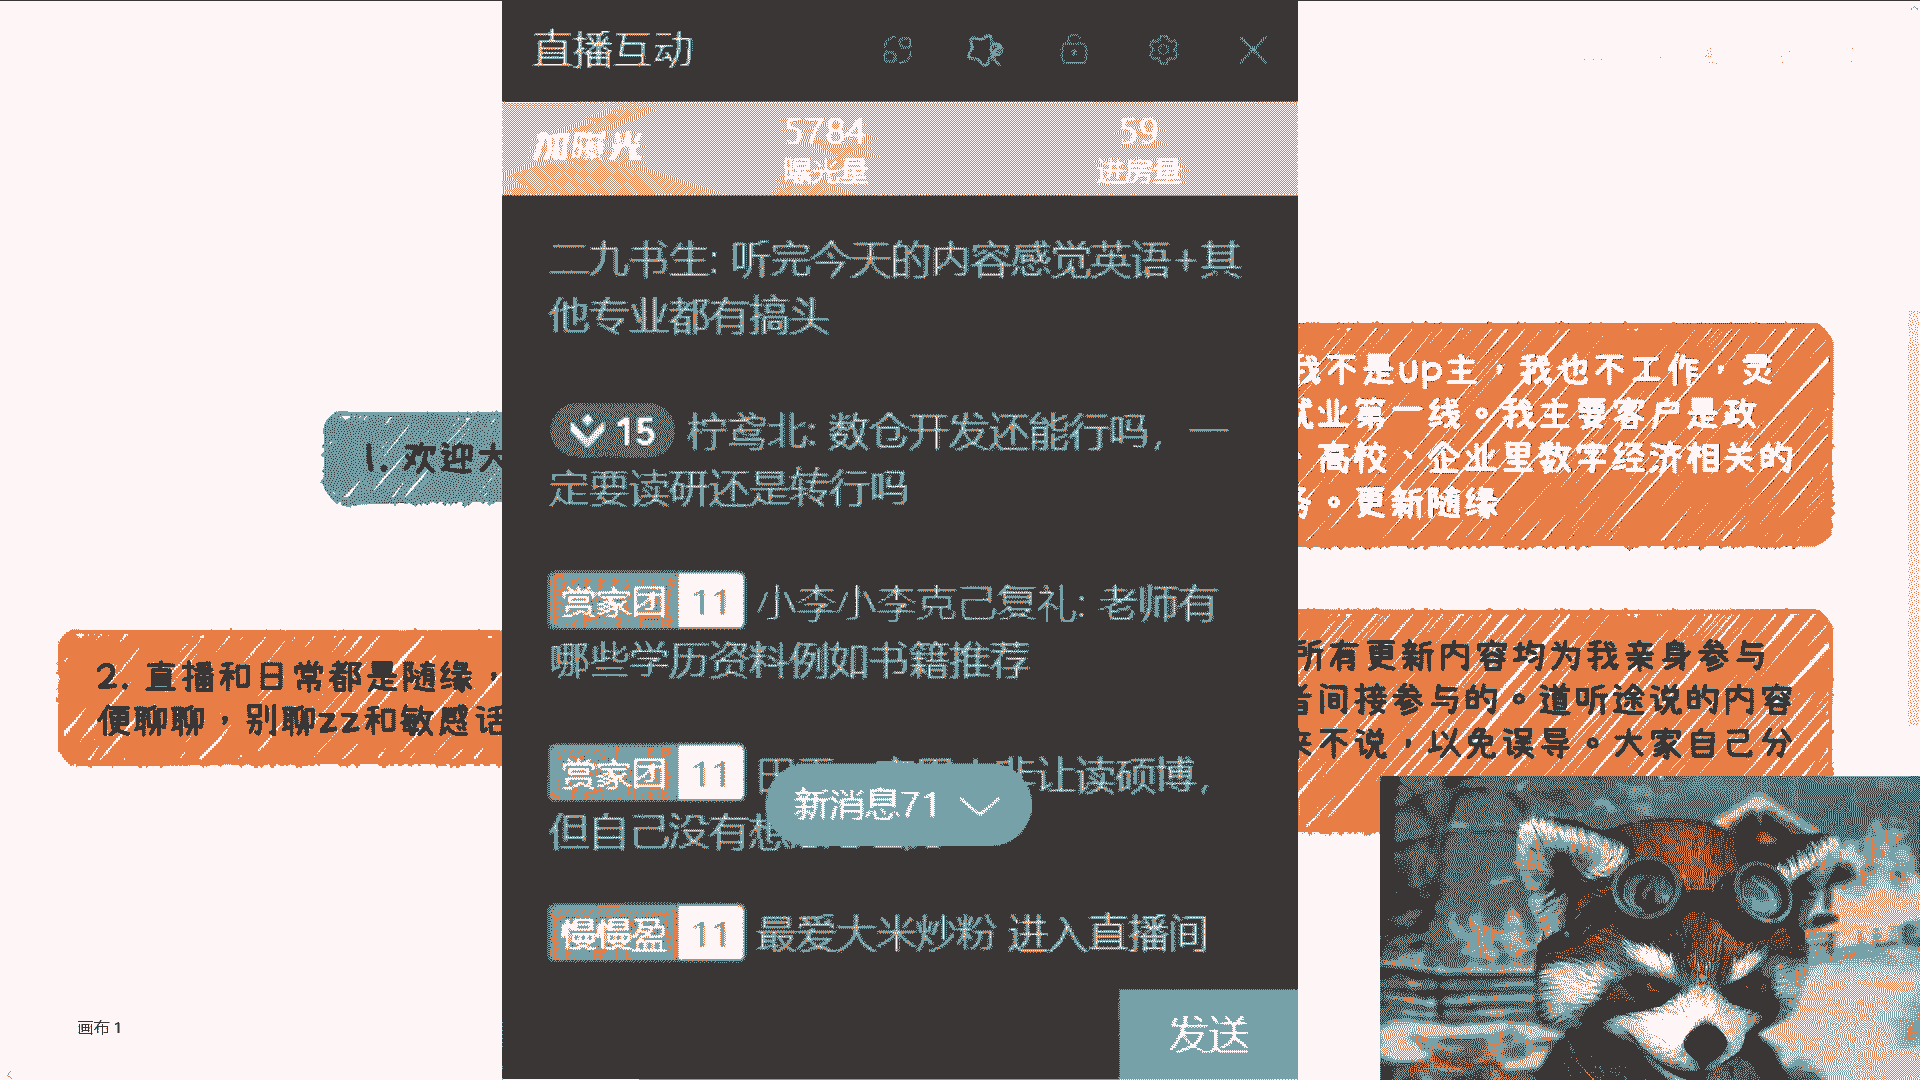 直播互动
加曝光
5784
曝光量
59
进房量
二九书生: 听完今天的内容感觉英语+其
他专业都有搞头
15 柠鸢北: 数仓开发还能行吗，一
定要读研还是转行吗
赏家团 11 小李小李克己复礼: 老师有
哪些学历资料例如书籍推荐
赏家团 11 非让读硕博，
但自己没有想
新消息71
慢慢盈 11 最爱大米炒粉 进入直播间
发送
1. 欢迎大
2. 直播和日常都是随缘，
便聊聊，别聊zz和敏感话
我不是up主，我也不工作，灵
就业第一线。我主要客户是政
、高校、企业里数字经济相关的
务。更新随缘
所有更新内容均为我亲身参与
者间接参与的。道听途说的内容
来不说，以免误导。大家自己分
画布 1